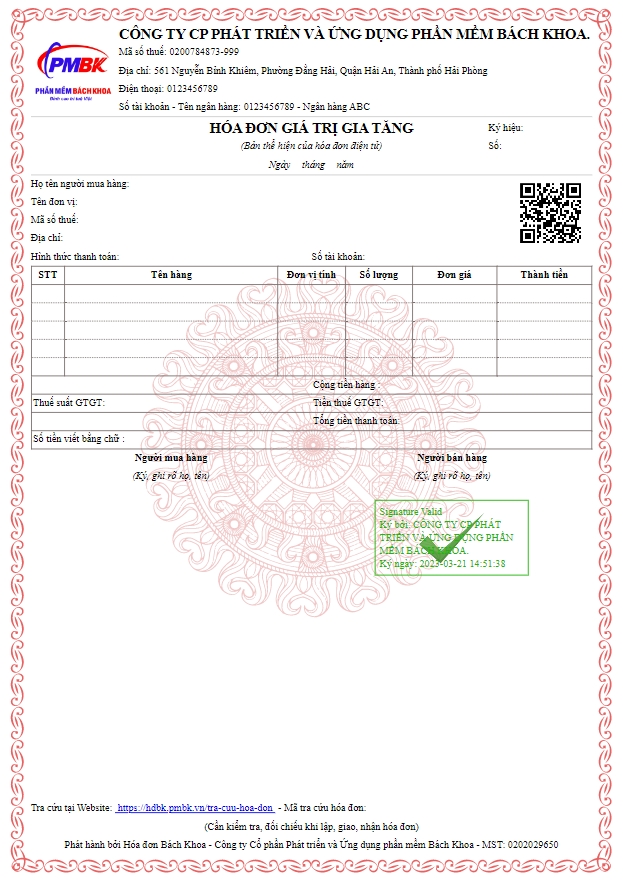 CÔNG TY CP PHÁT TRIỂN VÀ ỨNG DỤNG PHẦN MỀM BÁCH KHOA.
Mã số thuế: 0200784873-999
PMBK
Địa chỉ: 561 Nguyễn Bỉnh Khiêm, Phường Đằng Hải, Quận Hải An, Thành phố Hải Phòng
Điện thoại: 0123456789
PHẦN MỀM BÁCH KHOA
Đỉnh cao trí tuệ Việt
Số tài khoản - Tên ngân hàng: 0123456789 - Ngân hàng ABC
HÓA ĐƠN GIÁ TRỊ GIA TĂNG
Ký hiệu:
(Bản thể hiện của hóa đơn điện tử)
Số:
Ngày tháng năm
Họ tên người mua hàng:
Tên đơn vị:
Mã số thuế:
Địa chỉ:
Hình thức thanh toán: Số tài khoản:
STT Tên hàng Đơn vị tính Số lượng Đơn giá Thành tiền
Cộng tiền hàng :
Thuế suất GTGT: Tiền thuế GTGT:
Tổng tiền thanh toán:
Số tiền viết bằng chữ :
Người mua hàng Người bán hàng
(Ký, ghi rõ họ, tên) (Ký, ghi rõ họ, tên)
Signature Valid
Ký bởi: CÔNG TY CP PHÁT
TRIỂN VÀ ỨNG DỤNG PHẦN
MỀM BÁCH KHOA.
Ký ngày: 2023-03-21 14:51:38
Tra cứu tại Website: https://hdbk.pmbk.vn/tra-cuu-hoa-don - Mã tra cứu hóa đơn:
(Cần kiểm tra, đối chiếu khi lập, giao, nhận hóa đơn)
Phát hành bởi Hóa đơn Bách Khoa - Công ty Cổ phần Phát triển và Ứng dụng phần mềm Bách Khoa - MST: 0202029650